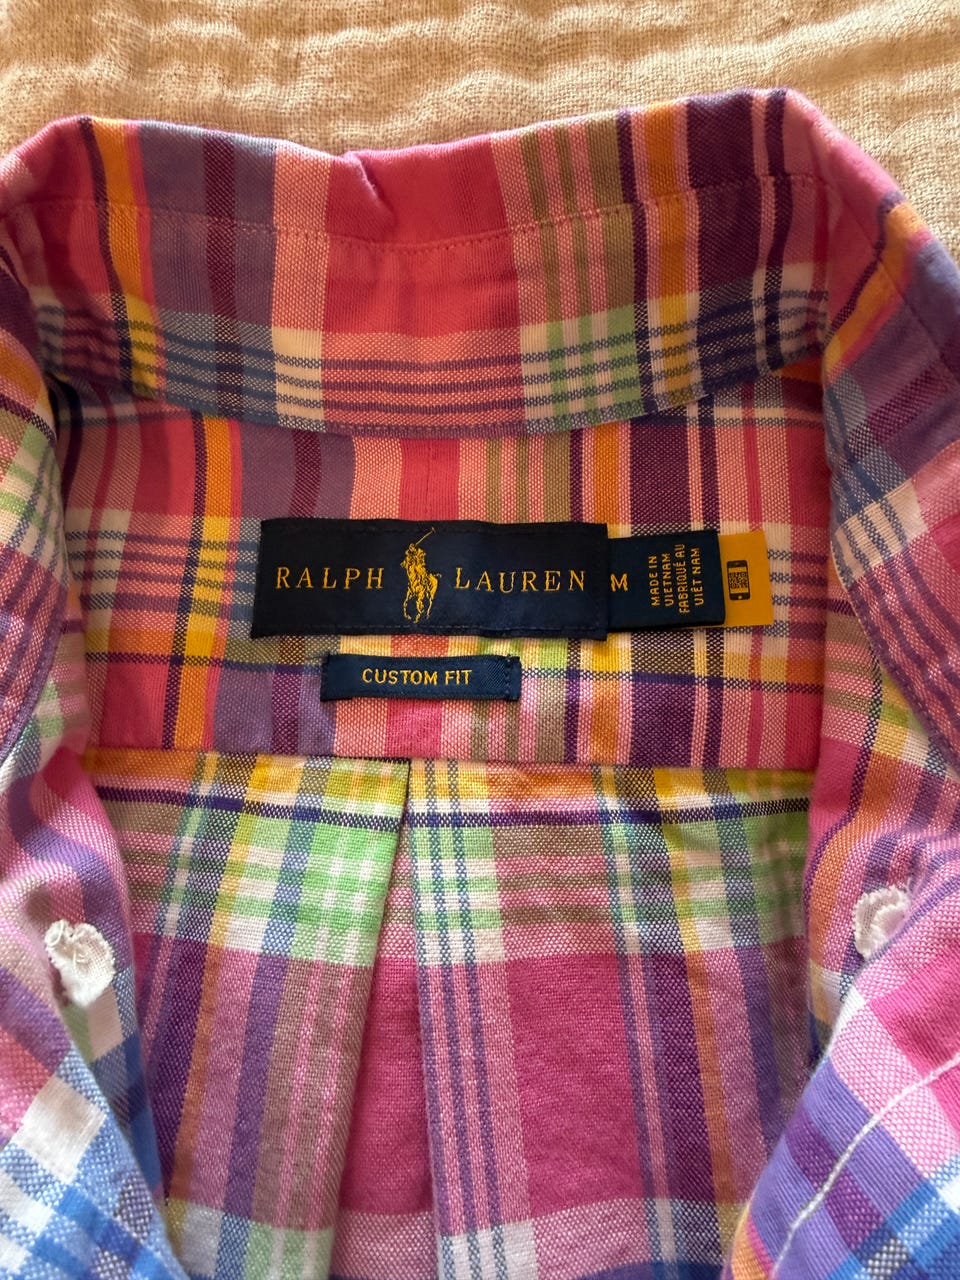 RALPH LAUREN
M
MADE IN
VIETNAM
FABRIQUÉ AU
VIÊT NAM
CUSTOM FIT